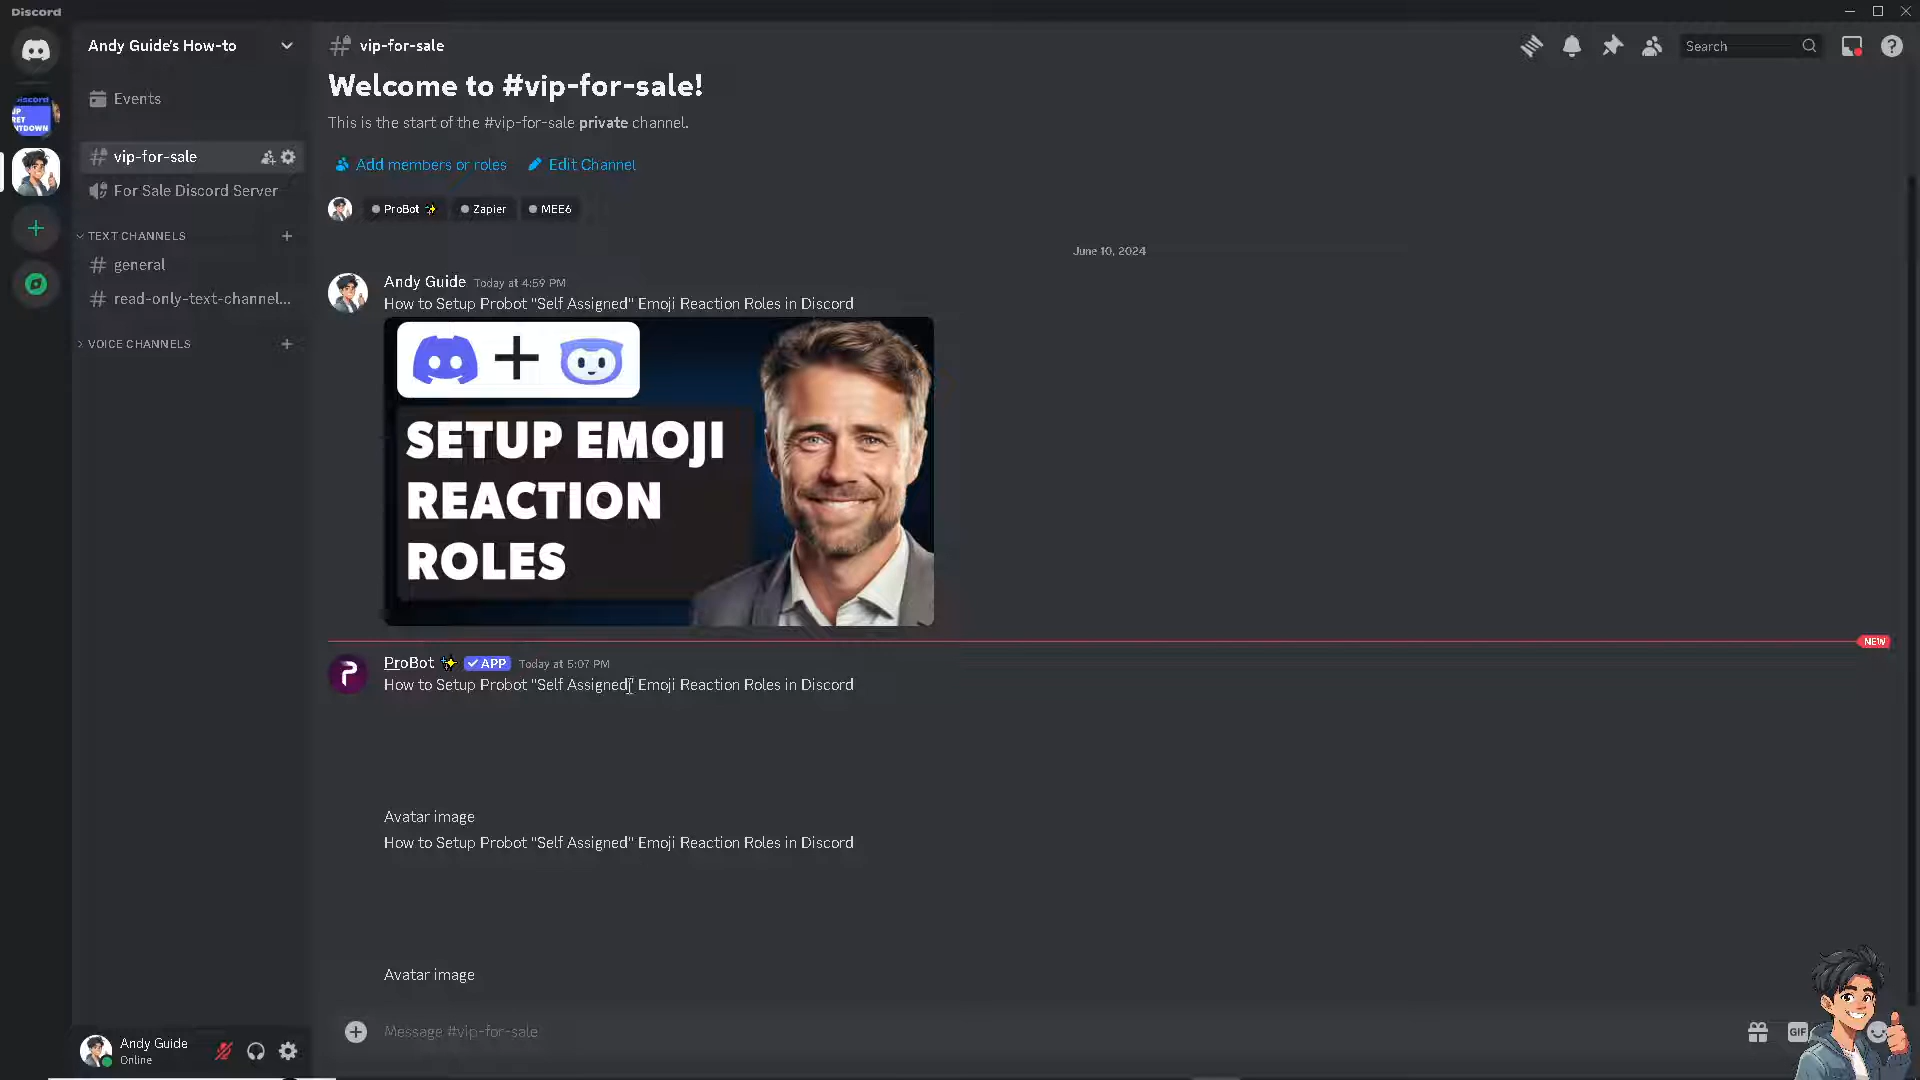 Discord
Andy Guide's How-to
Events
vip-for-sale
For Sale Discord Server
TEXT CHANNELS
general
read-only-text-channel...
VOICE CHANNELS
Andy Guide
Online
vip-for-sale
Search
Welcome to #vip-for-sale!
This is the start of the #vip-for-sale private channel.
Add members or roles Edit Channel
ProBot ✨ Zapier MEE6
June 10, 2024
Andy Guide Today at 4:59 PM
How to Setup Probot "Self Assigned" Emoji Reaction Roles in Discord
+
SETUP EMOJI
REACTION
ROLES
NEW
ProBot ✨ APP Today at 5:07 PM
How to Setup Probot "Self Assigned" Emoji Reaction Roles in Discord
Avatar image
How to Setup Probot "Self Assigned" Emoji Reaction Roles in Discord
Avatar image
Message #vip-for-sale
GIF